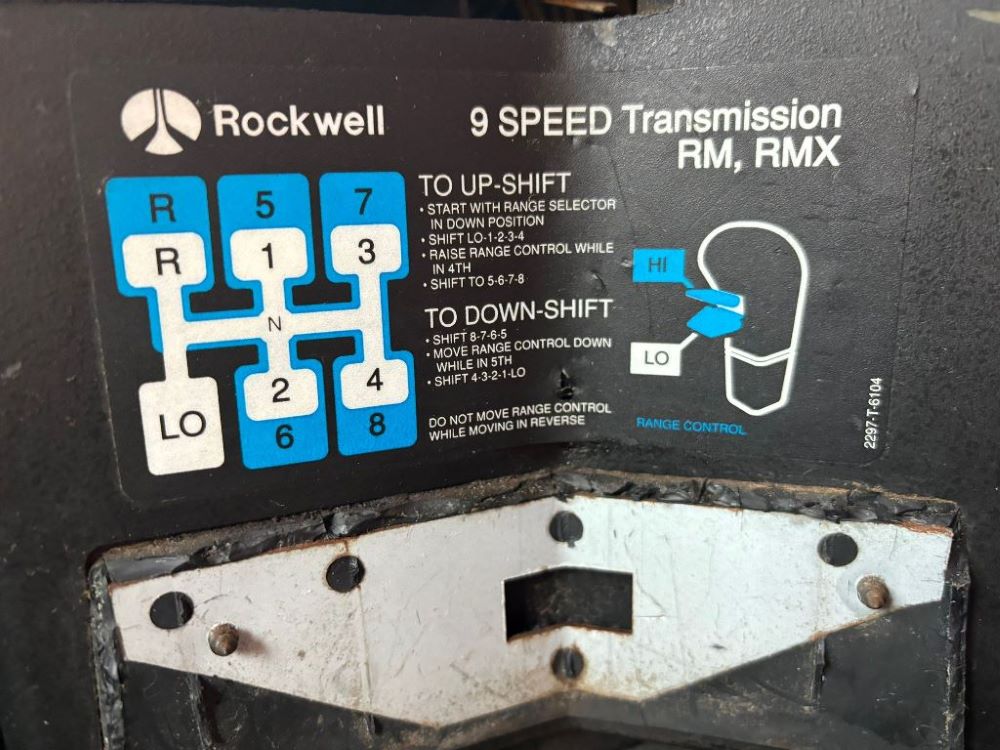 Rockwell
9 SPEED Transmission
RM, RMX
R 5 7
R 1 3
N
2 4
LO
6 8
TO UP-SHIFT
• START WITH RANGE SELECTOR
IN DOWN POSITION
• SHIFT LO-1-2-3-4
• RAISE RANGE CONTROL WHILE
IN 4TH
• SHIFT TO 5-6-7-8
TO DOWN-SHIFT
• SHIFT 8-7-6-5
• MOVE RANGE CONTROL DOWN
WHILE IN 5TH
• SHIFT 4-3-2-1-LO
DO NOT MOVE RANGE CONTROL
WHILE MOVING IN REVERSE
HI
LO
RANGE CONTROL
2297-T-6104